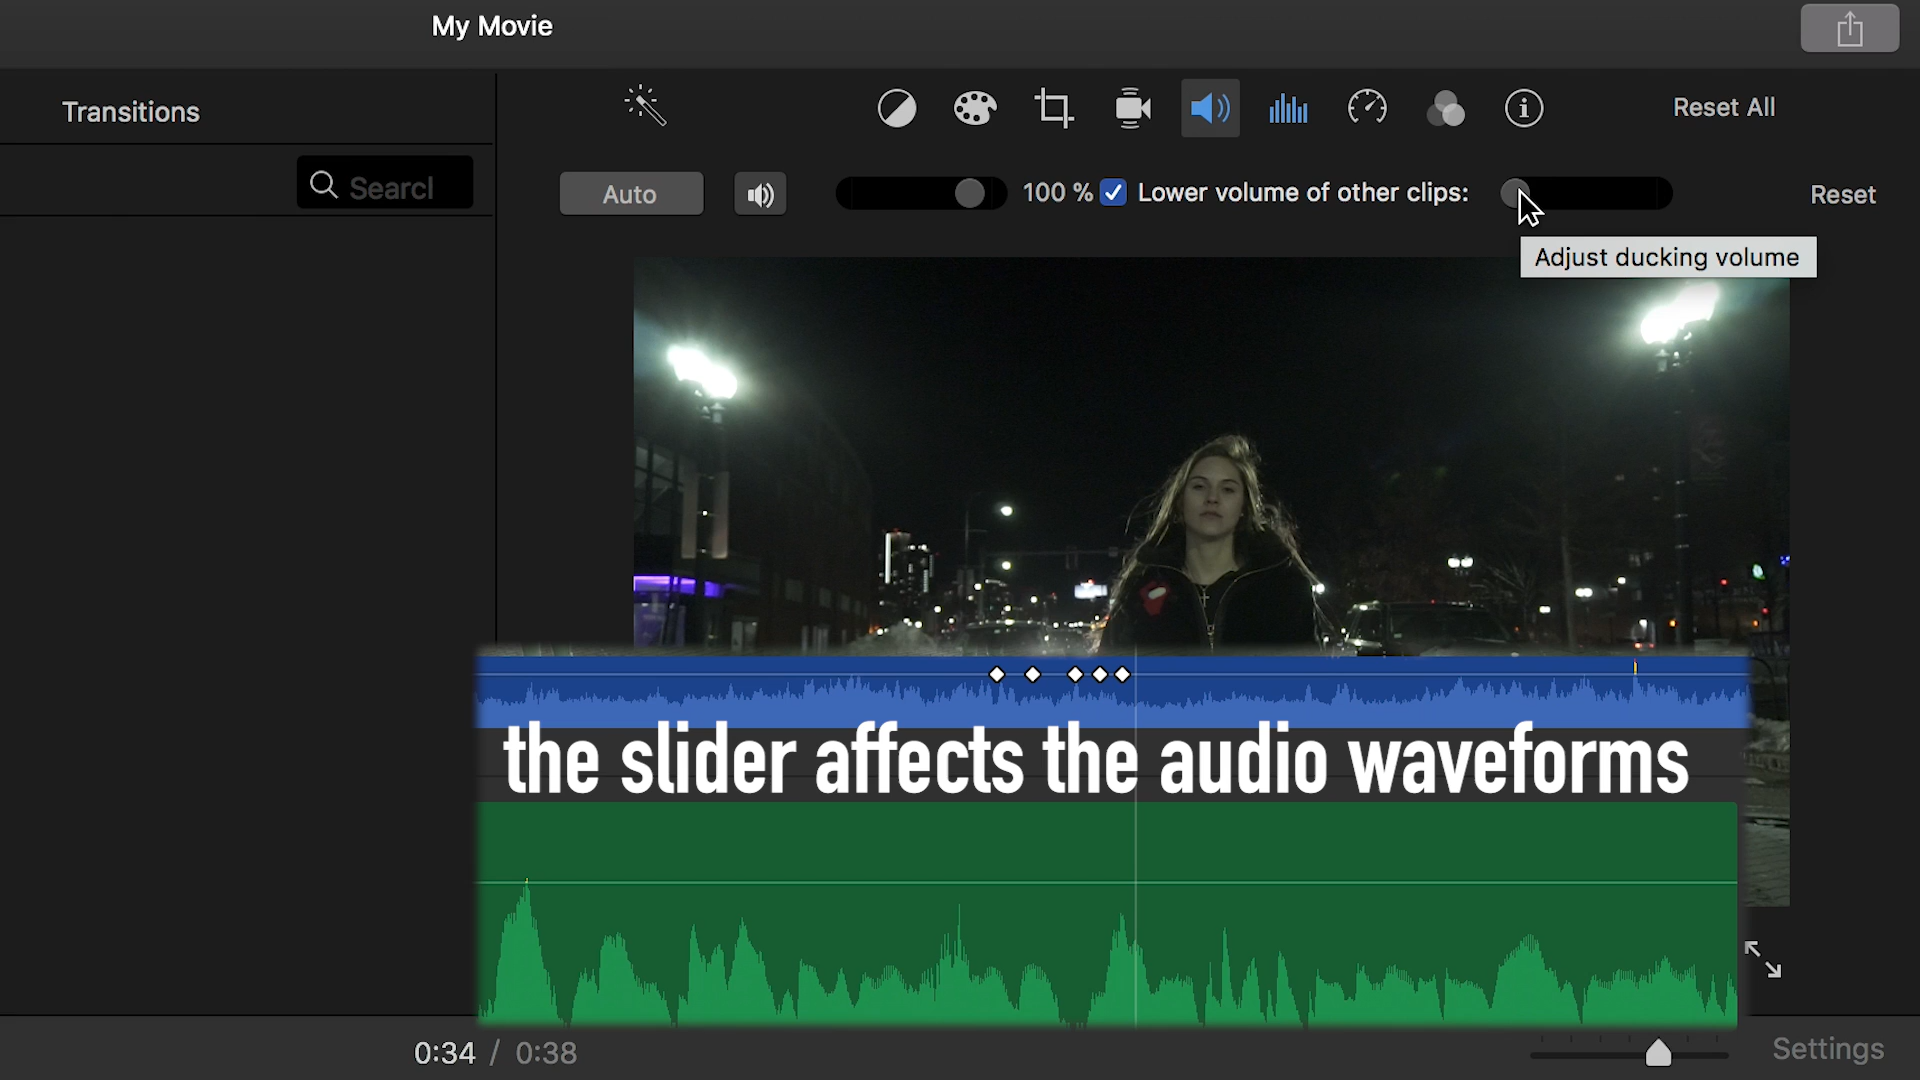 My Movie
Transitions
Reset All
Searcl
Auto
100 %
Lower volume of other clips:
Reset
Adjust ducking volume
the slider affects the audio waveforms
0:34 / 0:38
Settings